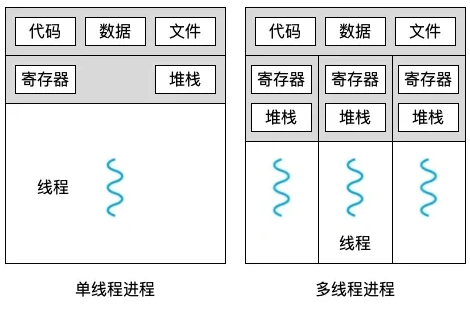 代码 数据 文件
寄存器 堆栈
线程
单线程进程
代码 数据 文件
寄存器 寄存器 寄存器
堆栈 堆栈 堆栈
线程
多线程进程